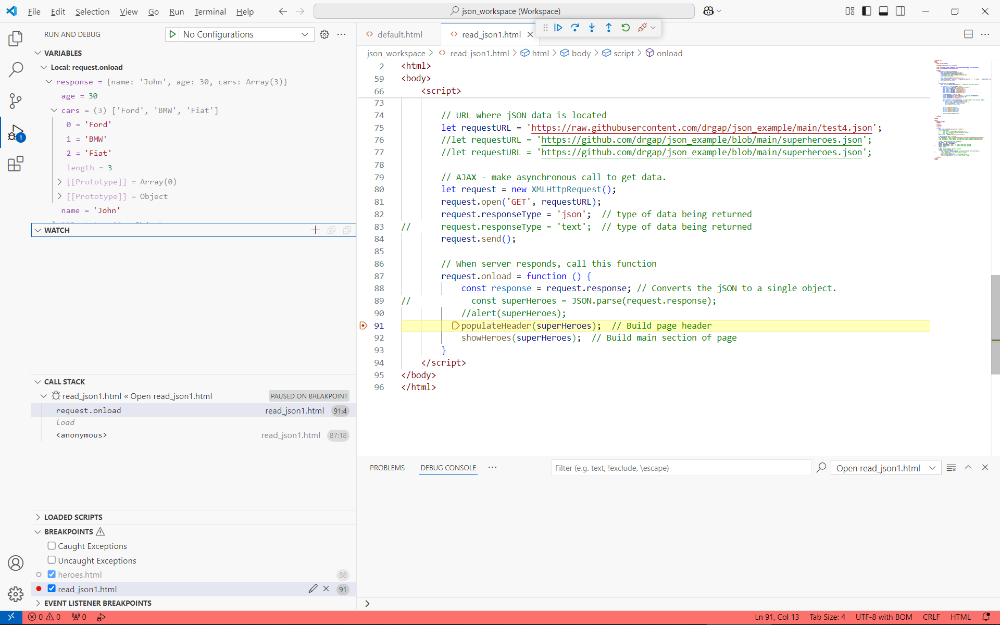 File Edit Selection View Go Run Terminal Help
json_workspace (Workspace)
RUN AND DEBUG
No Configurations
VARIABLES
Local: request.onload
response = {name: 'John', age: 30, cars: Array(3)}
age = 30
cars = (3) ['Ford', 'BMW', 'Fiat']
0 = 'Ford'
1 = 'BMW'
2 = 'Fiat'
length = 3
[[Prototype]] = Array(0)
[[Prototype]] = Object
name = 'John'
WATCH
CALL STACK
read_json1.html « Open read_json1.html PAUSED ON BREAKPOINT
request.onload read_json1.html 91:4
load
<anonymous> read_json1.html 87:18
LOADED SCRIPTS
BREAKPOINTS
Caught Exceptions
Uncaught Exceptions
heroes.html 88
read_json1.html 91
EVENT LISTENER BREAKPOINTS
1
default.html read_json1.html
json_workspace > read_json1.html > html > body > script > onload
2 <html>
59 <body>
66 <script>
73
74 // URL where jSON data is located
75 let requestURL = 'https://raw.githubusercontent.com/drgap/json_example/main/test4.json';
76 //let requestURL = 'https://github.com/drgap/json_example/blob/main/superheroes.json';
77 //let requestURL = 'https://github.com/drgap/json_example/blob/main/superheroes.json';
78
79 // AJAX - make asynchronous call to get data.
80 let request = new XMLHttpRequest();
81 request.open('GET', requestURL);
82 request.responseType = 'json'; // type of data being returned
83 // request.responseType = 'text'; // type of data being returned
84 request.send();
85
86 // When server responds, call this function
87 request.onload = function () {
88 const response = request.response; // Converts the jSON to a single object.
89 // const superHeroes = JSON.parse(request.response);
90 //alert(superHeroes);
91 populateHeader(superHeroes); // Build page header
92 showHeroes(superHeroes); // Build main section of page
93 }
94 </script>
95 </body>
96 </html>
PROBLEMS DEBUG CONSOLE
Filter (e.g. text, !exclude, \escape)
Open read_json1.html
0 0 0
Ln 91, Col 13 Tab Size: 4 UTF-8 with BOM CRLF HTML